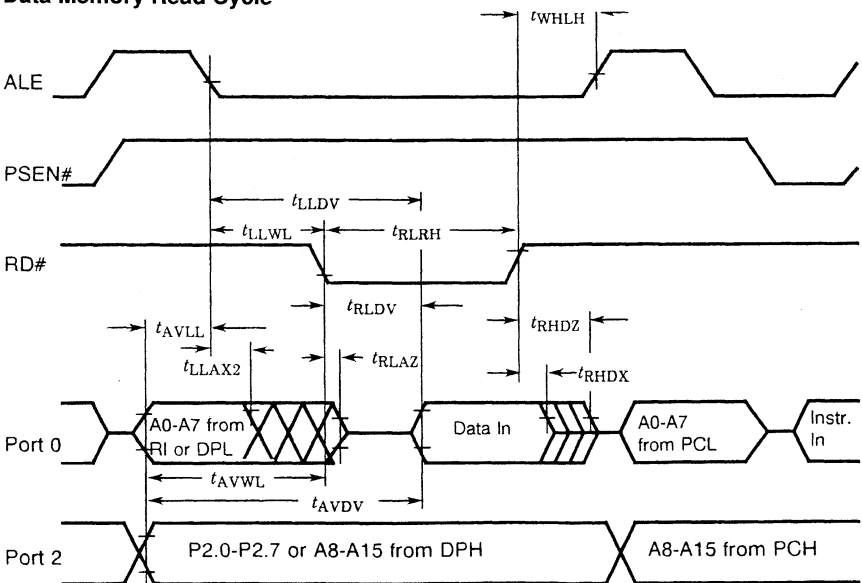 Data Memory Read Cycle
tWHLH
ALE
PSEN#
tLLDV
tLLWL
tRLRH
RD#
tRLDV
tAVLL
tRHDZ
tLLAX2
tRLAZ
tRHDX
Port 0
A0-A7 from
RI or DPL
Data In
A0-A7
from PCL
Instr.
In
tAVWL
tAVDV
Port 2
P2.0-P2.7 or A8-A15 from DPH
A8-A15 from PCH